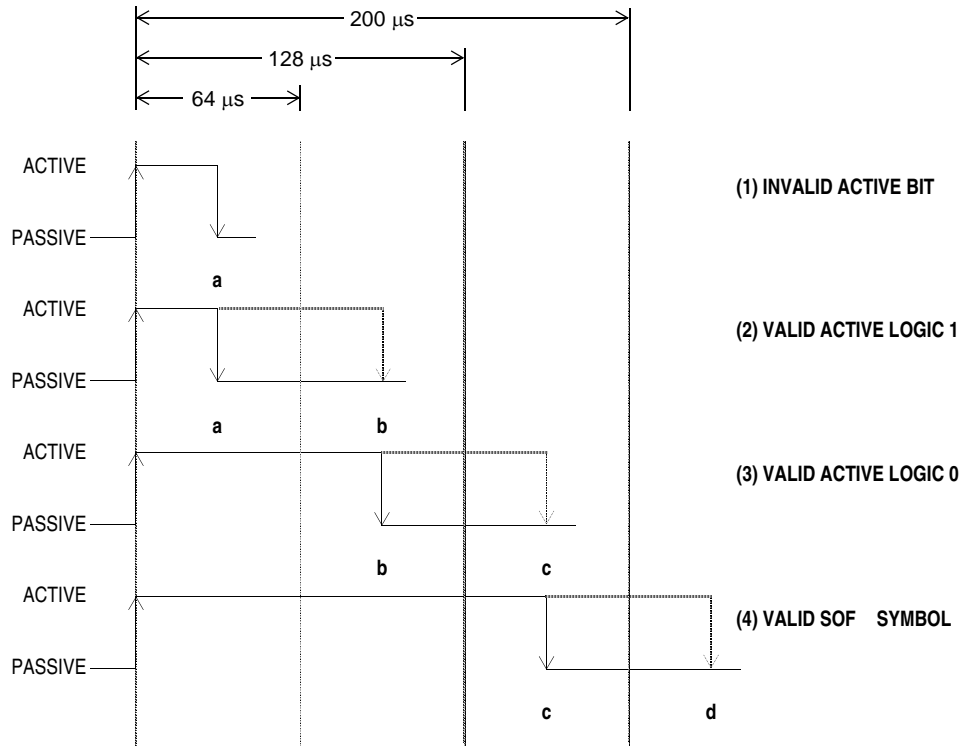 200 μs
128 μs
64 μs
ACTIVE
(1) INVALID ACTIVE BIT
PASSIVE
a
ACTIVE
(2) VALID ACTIVE LOGIC 1
PASSIVE
a b
ACTIVE
(3) VALID ACTIVE LOGIC 0
PASSIVE
b c
ACTIVE
(4) VALID SOF SYMBOL
PASSIVE
c d